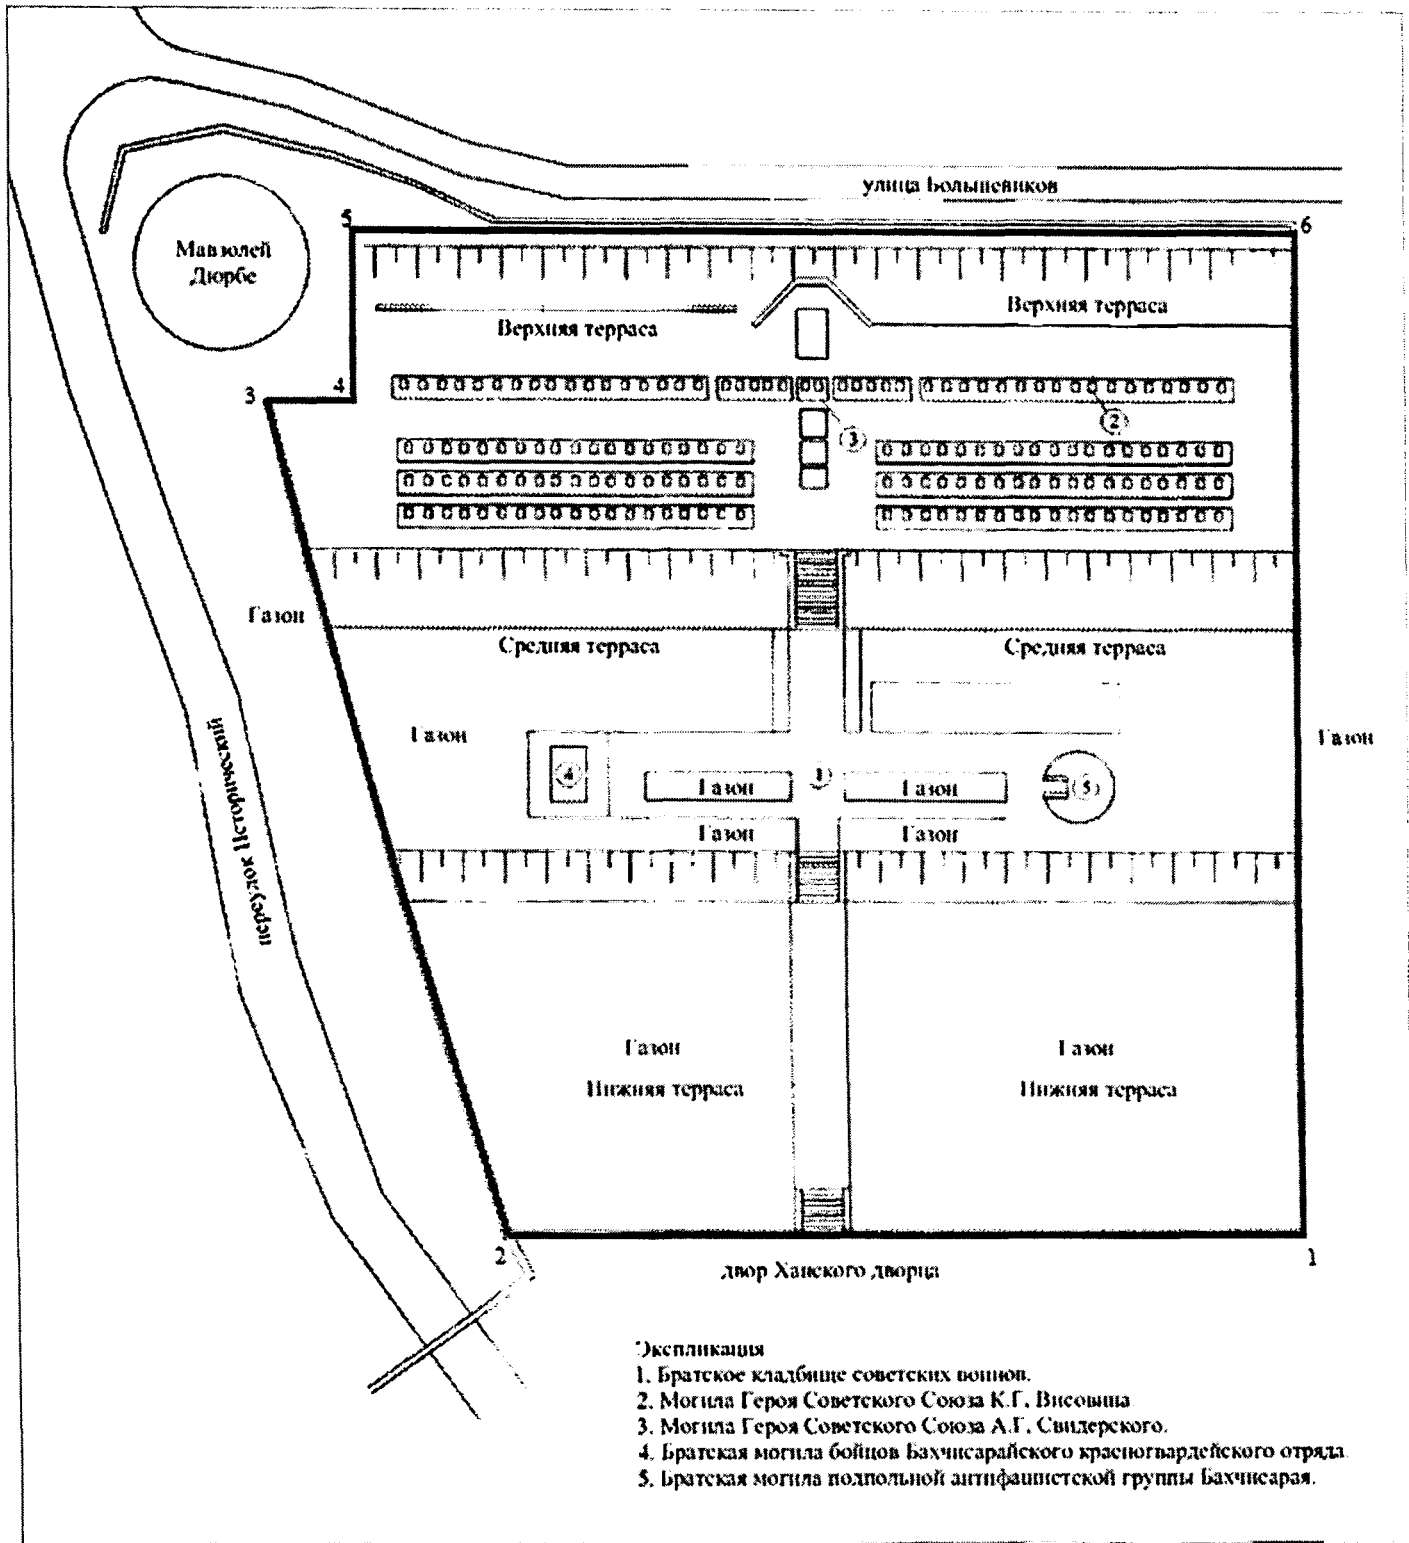 улица Большевиков
5
6
Мавзолей
Дюрбе
Верхняя терраса
Верхняя терраса
4
3
2
3
Газон
Средняя терраса
Средняя терраса
Газон
Газон
переулок Исторический
4
Газон
1
Газон
5
Газон
Газон
Газон
Газон
Нижняя терраса
Нижняя терраса
2
1
двор Ханского дворца
Экспликация
1. Братское кладбище советских воинов.
2. Могила Героя Советского Союза К.Г. Висовина
3. Могила Героя Советского Союза А.Г. Свидерского.
4. Братская могила бойцов Бахчисарайского красногвардейского отряда.
5. Братская могила подпольной антифашистской группы Бахчисарая.